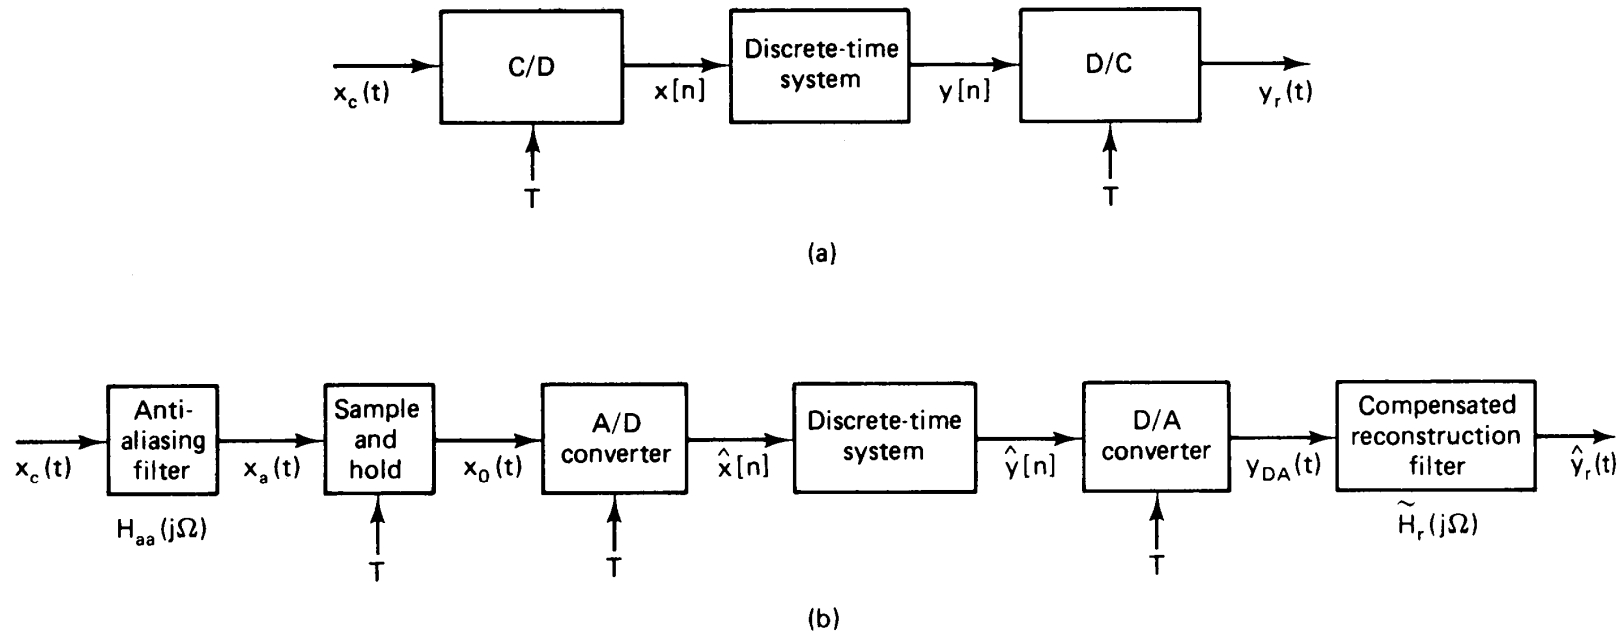 C/D
Discrete-time
system
D/C
x_c(t)
x[n]
y[n]
y_r(t)
T
T
(a)
Anti-
aliasing
filter
Sample
and
hold
A/D
converter
Discrete-time
system
D/A
converter
Compensated
reconstruction
filter
x_c(t)
x_a(t)
x_0(t)
x̂[n]
ŷ[n]
y_DA(t)
ŷ_r(t)
H_aa(jΩ)
H̃_r(jΩ)
T
T
T
(b)